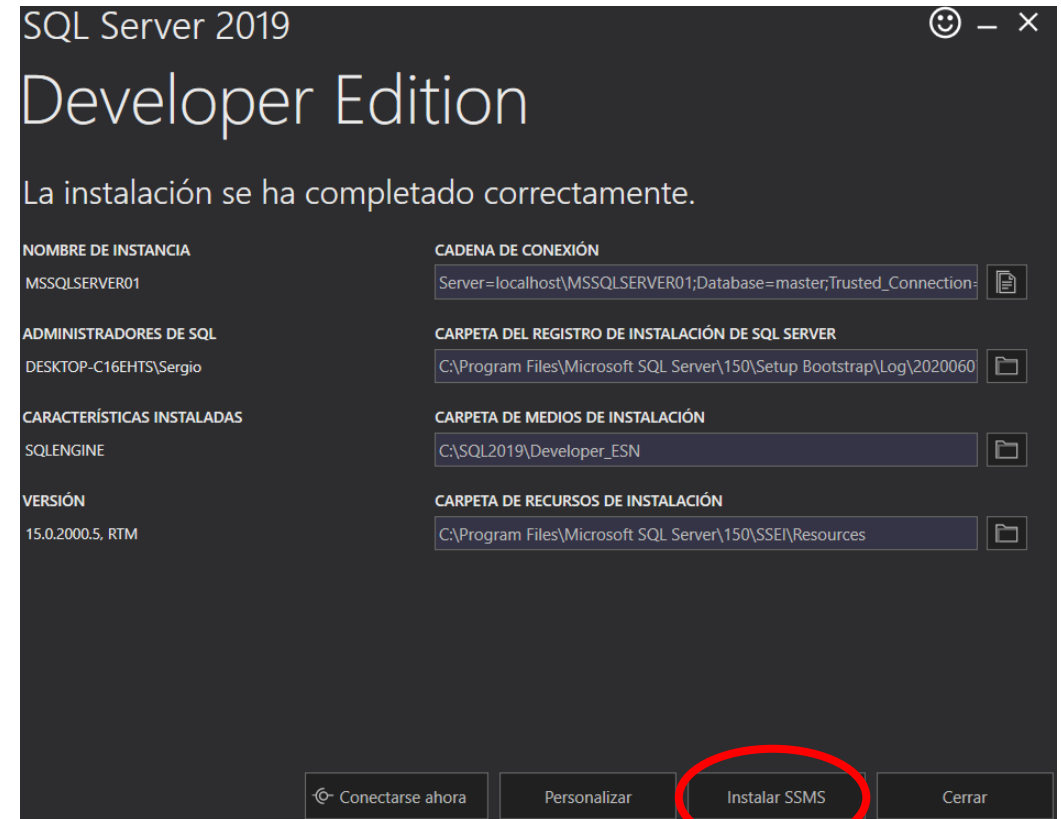 SQL Server 2019
Developer Edition
La instalación se ha completado correctamente.
NOMBRE DE INSTANCIA
MSSQLSERVER01
CADENA DE CONEXIÓN
Server=localhost\MSSQLSERVER01;Database=master;Trusted_Connection=
ADMINISTRADORES DE SQL
DESKTOP-C16EHTS\Sergio
CARPETA DEL REGISTRO DE INSTALACIÓN DE SQL SERVER
C:\Program Files\Microsoft SQL Server\150\Setup Bootstrap\Log\2020060
CARACTERÍSTICAS INSTALADAS
SQLENGINE
CARPETA DE MEDIOS DE INSTALACIÓN
C:\SQL2019\Developer_ESN
VERSIÓN
15.0.2000.5, RTM
CARPETA DE RECURSOS DE INSTALACIÓN
C:\Program Files\Microsoft SQL Server\150\SSEI\Resources
Conectarse ahora
Personalizar
Instalar SSMS
Cerrar